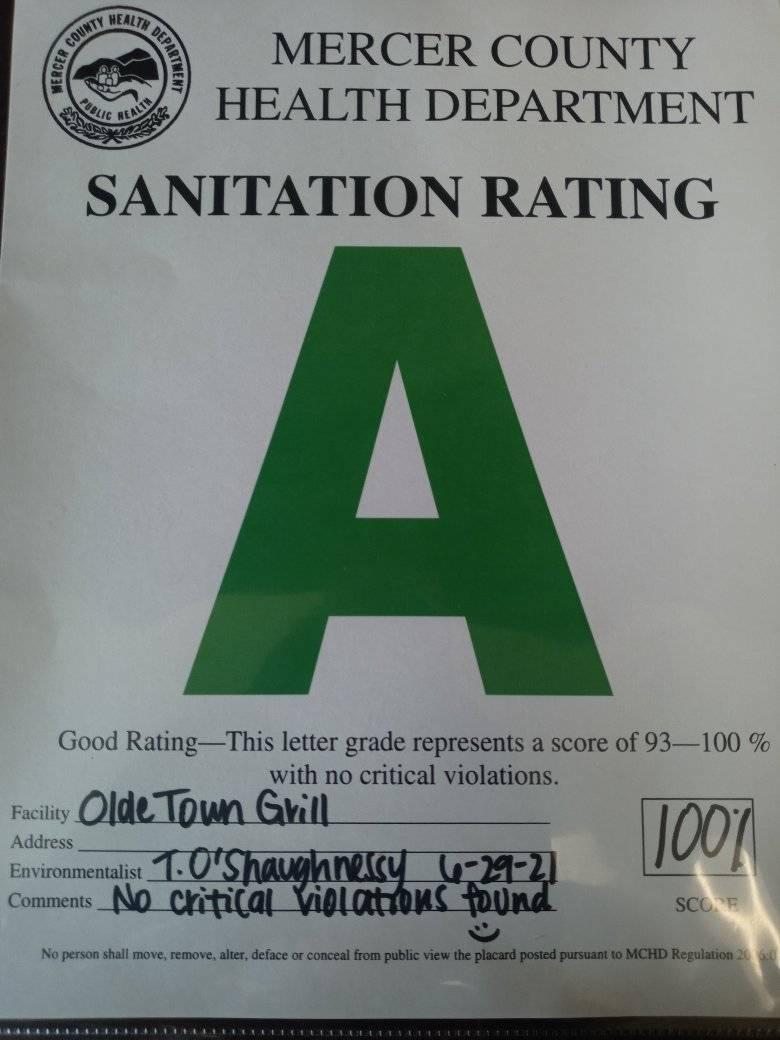 MERCER COUNTY HEALTH DEPARTMENT
PUBLIC HEALTH
MERCER COUNTY
HEALTH DEPARTMENT
SANITATION RATING
A
Good Rating—This letter grade represents a score of 93—100 %
with no critical violations.
Facility Olde Town Grill
Address
Environmentalist T. O'Shaughnessy 6-29-21
Comments No critical violations found
100%
SCORE
No person shall move, remove, alter, deface or conceal from public view the placard posted pursuant to MCHD Regulation